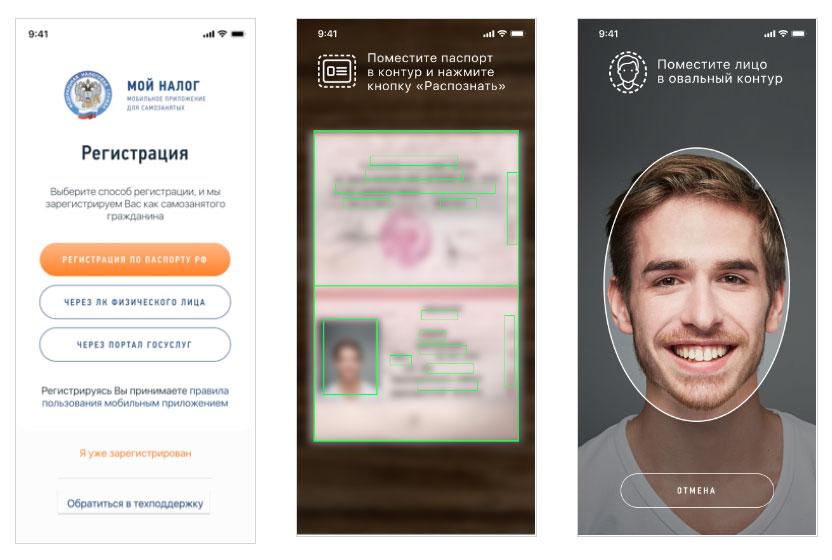 9:41
МОЙ НАЛОГ
МОБИЛЬНОЕ ПРИЛОЖЕНИЕ
ДЛЯ САМОЗАНЯТЫХ
Регистрация
Выберите способ регистрации, и мы
зарегистрируем Вас как самозанятого
гражданина
РЕГИСТРАЦИЯ ПО ПАСПОРТУ РФ
ЧЕРЕЗ ЛК ФИЗИЧЕСКОГО ЛИЦА
ЧЕРЕЗ ПОРТАЛ ГОСУСЛУГ
Регистрируясь Вы принимаете правила
пользования мобильным приложением
Я уже зарегистрирован
Обратиться в техподдержку
9:41
Поместите паспорт
в контур и нажмите
кнопку «Распознать»
9:41
Поместите лицо
в овальный контур
ОТМЕНА